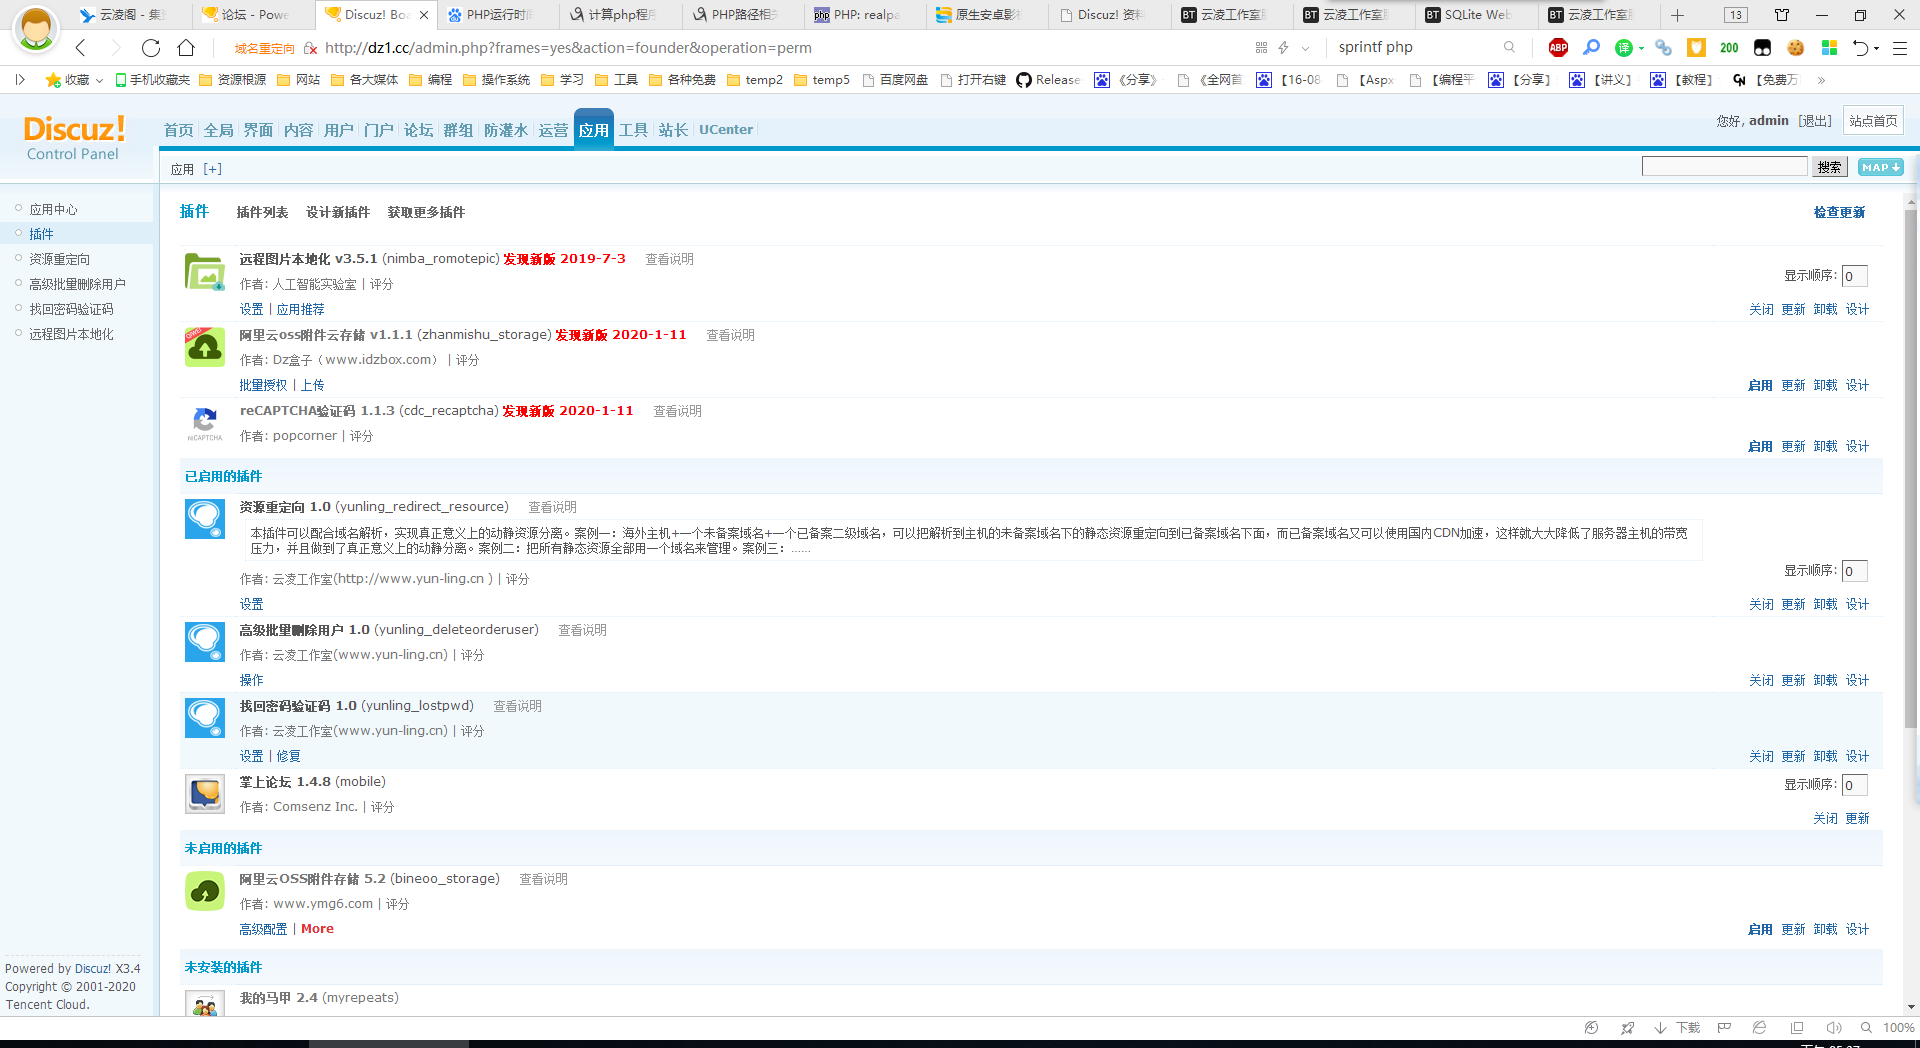 云凌阁 - 集
论坛 - Powe
Discuz! Boa
PHP运行时间
计算php程序
PHP路径相关
PHP: realpa
原生安卓影
Discuz! 资料
云凌工作室
云凌工作室
SQLite Web
云凌工作室
13
域名重定向
http://dz1.cc/admin.php?frames=yes&action=founder&operation=perm
sprintf php
ABP
译
200
收藏
手机收藏夹
资源根源
网站
各大媒体
编程
操作系统
学习
工具
各种免费
temp2
temp5
百度网盘
打开右键
Release
《分享》
《全网首
【16-08
【Aspx
【编程平
【分享】
【讲义】
【教程】
【免费万
Discuz!
Control Panel
首页 全局 界面 内容 用户 门户 论坛 群组 防灌水 运营 应用 工具 站长 UCenter
您好, admin [退出]
站点首页
应用 [+]
搜索
MAP
应用中心
插件
资源重定向
高级批量删除用户
找回密码验证码
远程图片本地化
插件 插件列表 设计新插件 获取更多插件
检查更新
远程图片本地化 v3.5.1 (nimba_romotepic) 发现新版 2019-7-3 查看说明
作者: 人工智能实验室 | 评分
显示顺序: 0
设置 | 应用推荐
关闭 更新 卸载 设计
阿里云oss附件云存储 v1.1.1 (zhanmishu_storage) 发现新版 2020-1-11 查看说明
作者: Dz盒子（www.idzbox.com） | 评分
批量授权 | 上传
启用 更新 卸载 设计
reCAPTCHA
reCAPTCHA验证码 1.1.3 (cdc_recaptcha) 发现新版 2020-1-11 查看说明
作者: popcorner | 评分
启用 更新 卸载 设计
已启用的插件
资源重定向 1.0 (yunling_redirect_resource) 查看说明
本插件可以配合域名解析，实现真正意义上的动静资源分离。案例一：海外主机+一个未备案域名+一个已备案二级域名，可以把解析到主机的未备案域名下的静态资源重定向到已备案域名下面，而已备案域名又可以使用国内CDN加速，这样就大大降低了服务器主机的带宽
压力，并且做到了真正意义上的动静分离。案例二：把所有静态资源全部用一个域名来管理。案例三：......
作者: 云凌工作室(http://www.yun-ling.cn ) | 评分
显示顺序: 0
设置
关闭 更新 卸载 设计
高级批量删除用户 1.0 (yunling_deleteorderuser) 查看说明
作者: 云凌工作室(www.yun-ling.cn) | 评分
操作
关闭 更新 卸载 设计
找回密码验证码 1.0 (yunling_lostpwd) 查看说明
作者: 云凌工作室(www.yun-ling.cn) | 评分
设置 | 修复
关闭 更新 卸载 设计
掌上论坛 1.4.8 (mobile)
显示顺序: 0
作者: Comsenz Inc. | 评分
关闭 更新
未启用的插件
阿里云OSS附件存储 5.2 (bineoo_storage) 查看说明
作者: www.ymg6.com | 评分
高级配置 | More
启用 更新 卸载 设计
未安装的插件
我的马甲 2.4 (myrepeats)
Powered by Discuz! X3.4
Copyright © 2001-2020
Tencent Cloud.
下载
100%